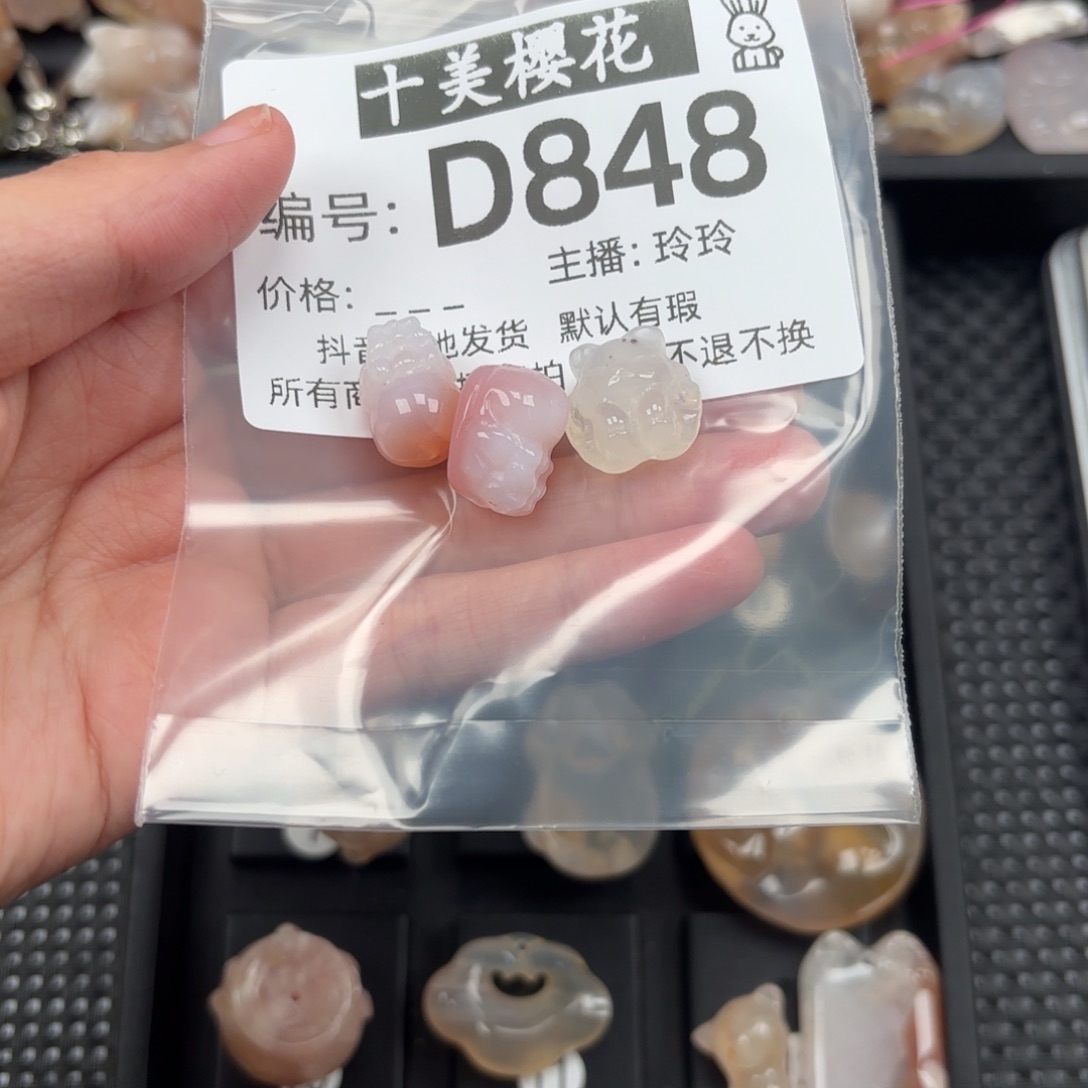 十美樱花
编号: D848
主播: 玲玲
价格: _ _ _
抖音 地发货 默认有瑕
所有商 拍 不退不换